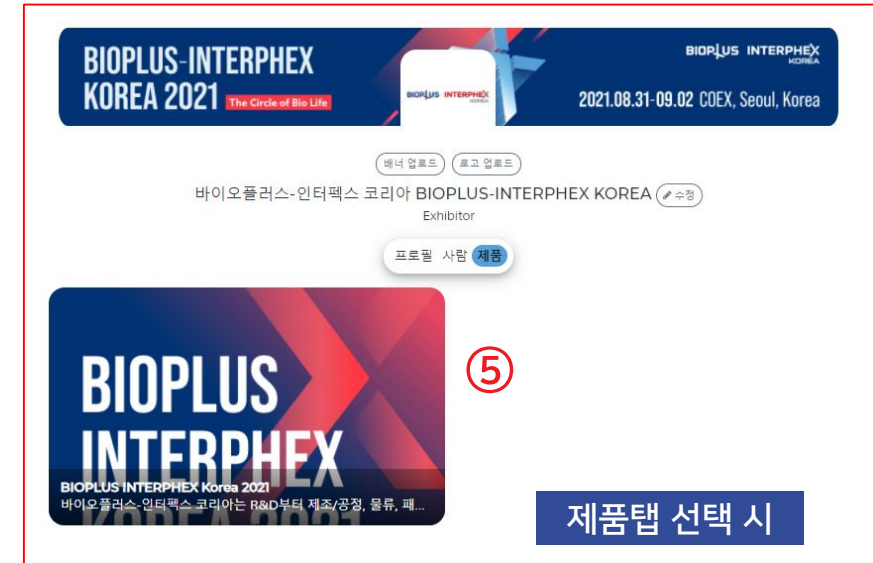 BIOPLUS-INTERPHEX
KOREA 2021 The Circle of Bio Life
BIOPLUS INTERPHEX
KOREA
BIOPLUS INTERPHEX
KOREA
2021.08.31-09.02 COEX, Seoul, Korea
배너 업로드 로고 업로드
바이오플러스-인터펙스 코리아 BIOPLUS-INTERPHEX KOREA 수정
Exhibitor
프로필 사람 제품
BIOPLUS
INTERPHEX
KOREA 2021
BIOPLUS INTERPHEX Korea 2021
바이오플러스-인터펙스 코리아는 R&D부터 제조/공정, 물류, 패...
⑤
제품탭 선택 시